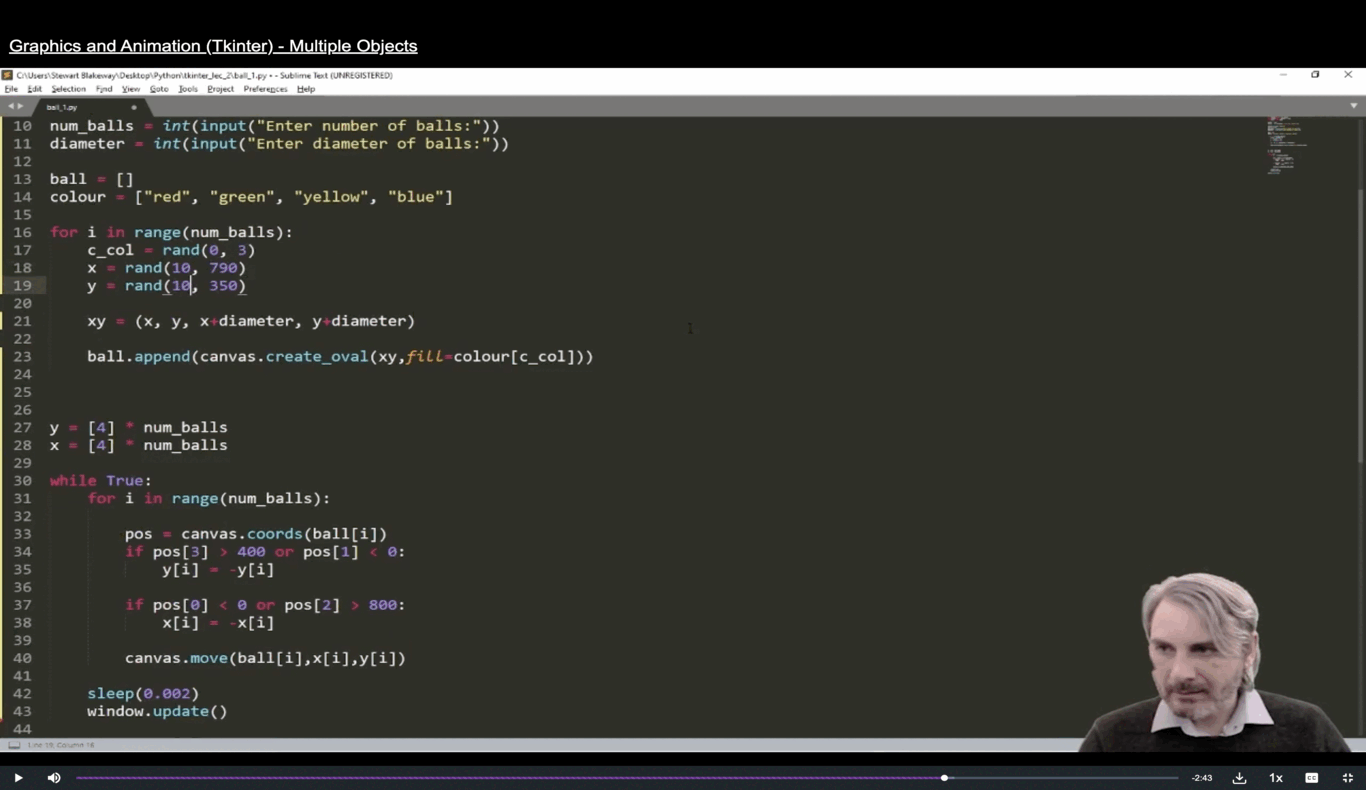 Graphics and Animation (Tkinter) - Multiple Objects
C:\Users\Stewart Blakeway\Desktop\Python\tkinter_lec_2\ball_1.py • - Sublime Text (UNREGISTERED)
File Edit Selection Find View Goto Tools Project Preferences Help
ball_1.py
10 num_balls = int(input("Enter number of balls:"))
11 diameter = int(input("Enter diameter of balls:"))
12
13 ball = []
14 colour = ["red", "green", "yellow", "blue"]
15
16 for i in range(num_balls):
17     c_col = rand(0, 3)
18     x = rand(10, 790)
19     y = rand(10, 350)
20
21     xy = (x, y, x+diameter, y+diameter)
22
23     ball.append(canvas.create_oval(xy,fill=colour[c_col]))
24
25
26
27 y = [4] * num_balls
28 x = [4] * num_balls
29
30 while True:
31     for i in range(num_balls):
32
33         pos = canvas.coords(ball[i])
34         if pos[3] > 400 or pos[1] < 0:
35             y[i] = -y[i]
36
37         if pos[0] < 0 or pos[2] > 800:
38             x[i] = -x[i]
39
40         canvas.move(ball[i],x[i],y[i])
41
42     sleep(0.002)
43     window.update()
44
Line 19, Column 16
-2:43 1x CC